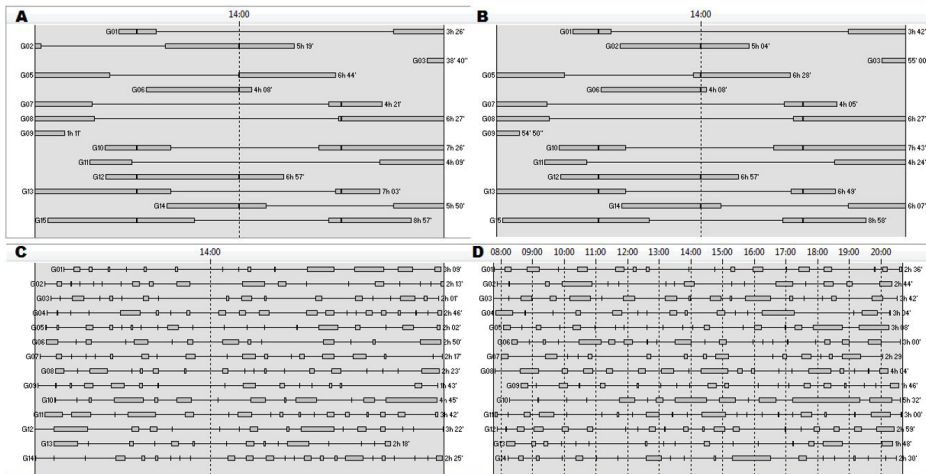 A
14:00
G01 3h 26'
G02 5h 19'
G03 38' 40"
G05 6h 44'
G06 4h 08'
G07 4h 21'
G08 6h 27'
G09 1h 11'
G10 7h 26'
G11 4h 09'
G12 6h 57'
G13 7h 03'
G14 5h 50'
G15 8h 57'
B
14:00
G01 3h 42'
G02 5h 04'
G03 55' 00
G05 6h 28'
G06 4h 08'
G07 4h 05'
G08 6h 27'
G09 54' 50"
G10 7h 43'
G11 4h 24'
G12 6h 57'
G13 6h 49'
G14 6h 07'
G15 8h 58'
C
14:00
G01 3h 09'
G02 2h 13'
G03 2h 01'
G04 2h 46'
G05 2h 02'
G06 2h 50'
G07 2h 17'
G08 2h 23'
G09 1h 43'
G10 4h 45'
G11 3h 42'
G12 3h 22'
G13 2h 18'
G14 2h 25'
D
08:00 09:00 10:00 11:00 12:00 13:00 14:00 15:00 16:00 17:00 18:00 19:00 20:00
G01 2h 36'
G02 2h 44'
G03 3h 42'
G04 3h 04'
G05 3h 08'
G06 3h 00'
G07 2h 29
G08 4h 04'
G09 1h 46'
G10 5h 32'
G11 3h 00'
G12 2h 59'
G13 1h 48'
G14 2h 30'